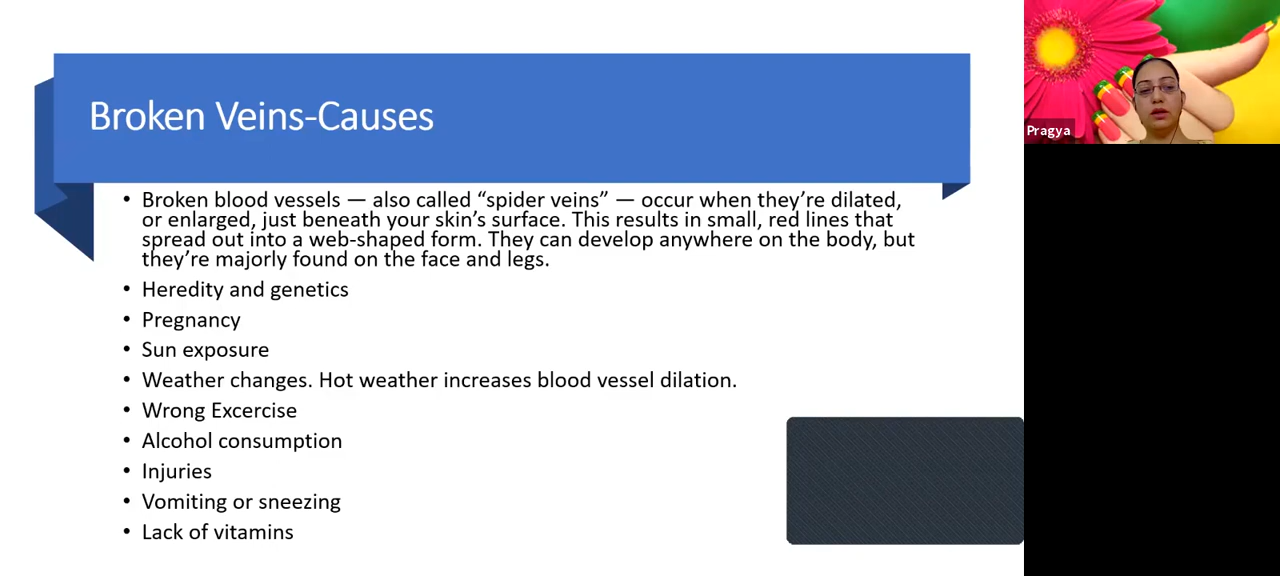 Broken Veins-Causes
• Broken blood vessels — also called “spider veins” — occur when they’re dilated,
or enlarged, just beneath your skin’s surface. This results in small, red lines that
spread out into a web-shaped form. They can develop anywhere on the body, but
they’re majorly found on the face and legs.
• Heredity and genetics
• Pregnancy
• Sun exposure
• Weather changes. Hot weather increases blood vessel dilation.
• Wrong Excercise
• Alcohol consumption
• Injuries
• Vomiting or sneezing
• Lack of vitamins
Pragya